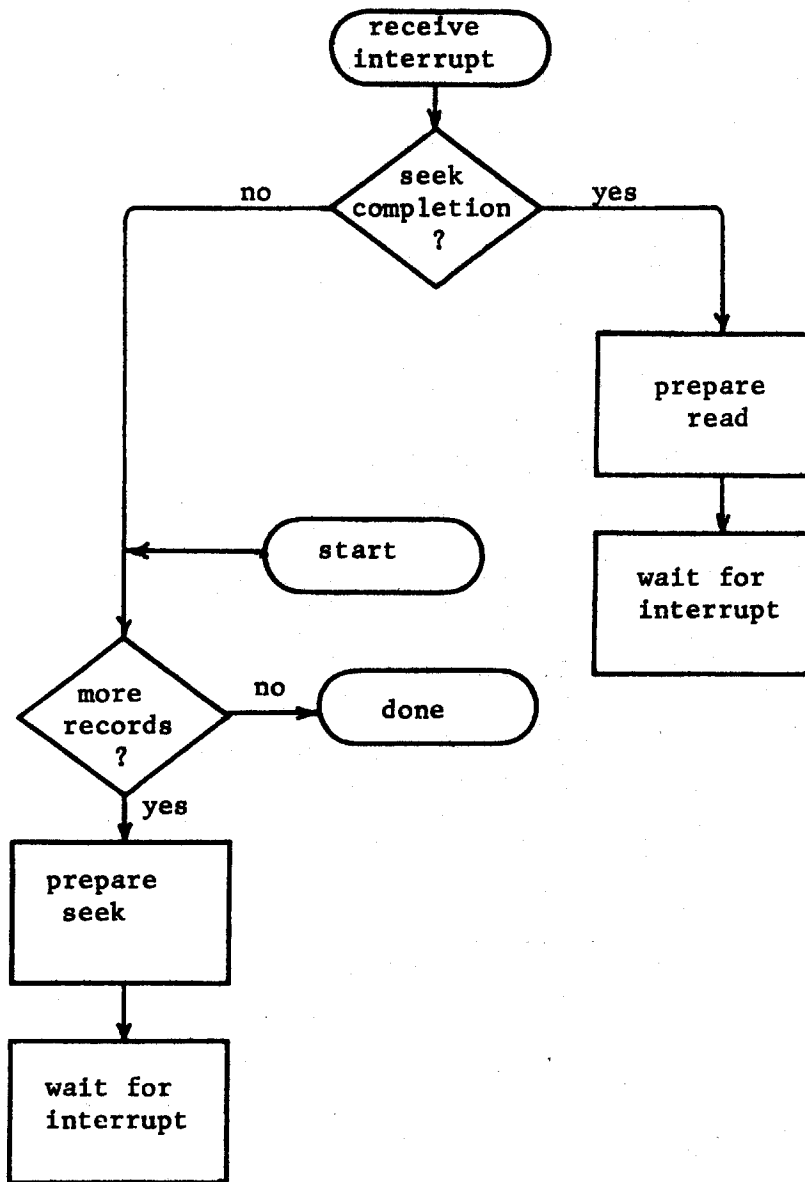 receive
interrupt
seek
completion
?
no
yes
prepare
read
start
wait for
interrupt
more
records
?
no
done
yes
prepare
seek
wait for
interrupt